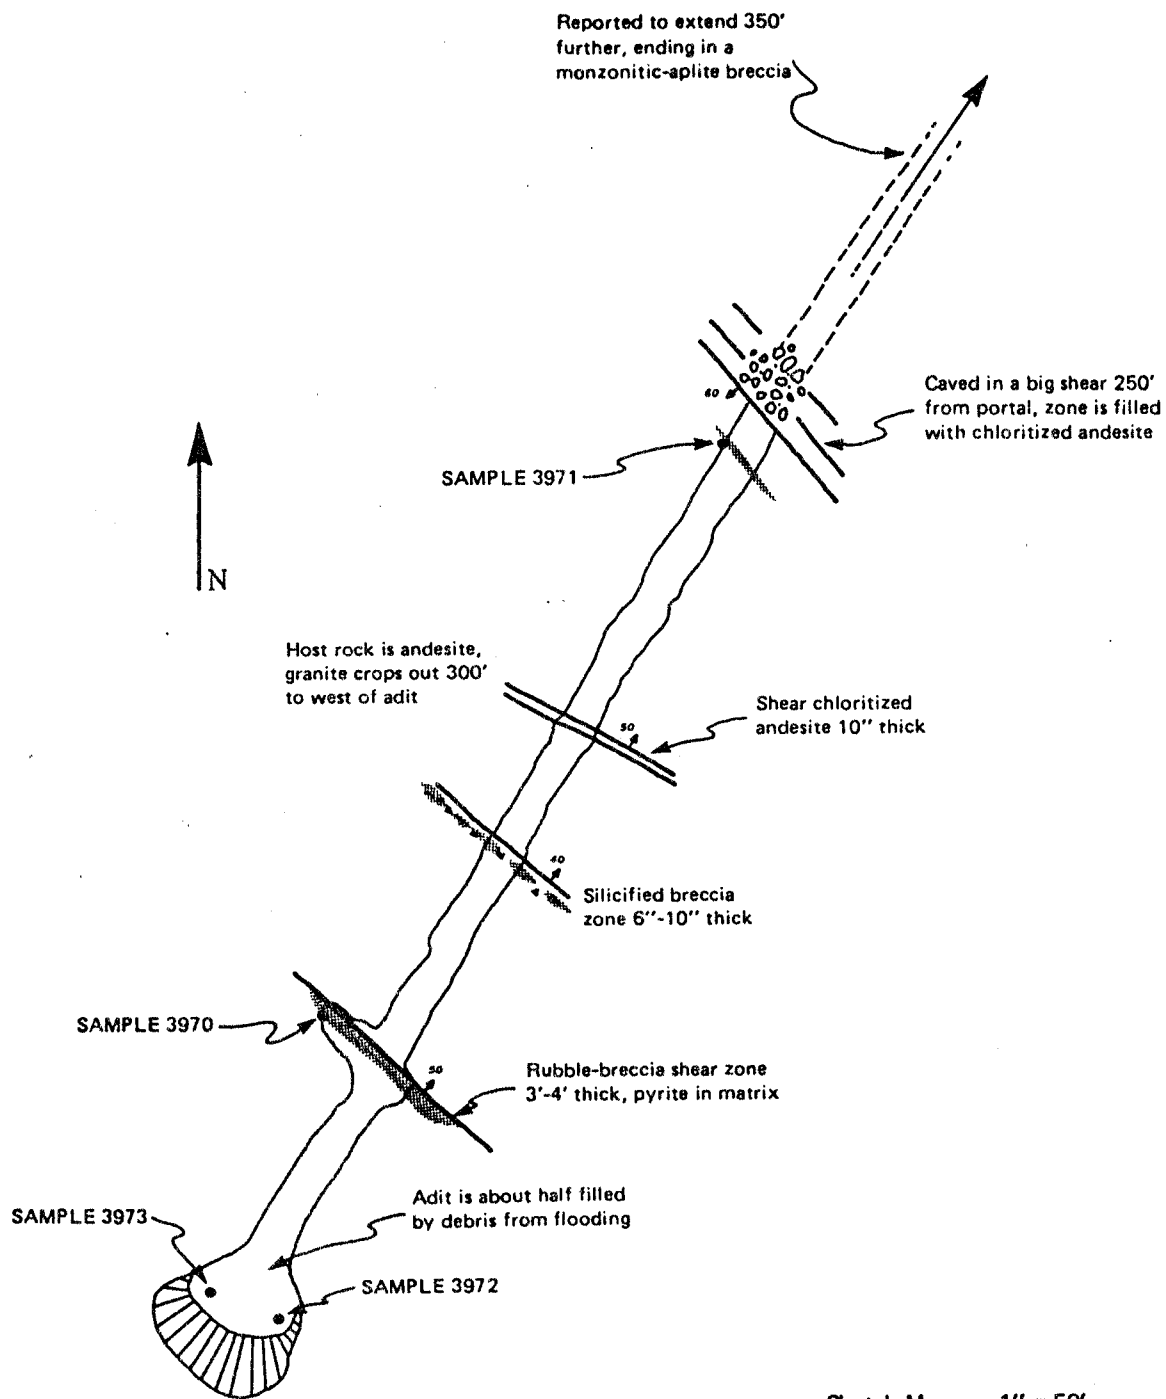 Reported to extend 350'
further, ending in a
monzonitic-aplite breccia
Caved in a big shear 250'
from portal, zone is filled
with chloritized andesite
60
SAMPLE 3971
N
Host rock is andesite,
granite crops out 300'
to west of adit
50
Shear chloritized
andesite 10" thick
40
Silicified breccia
zone 6"-10" thick
SAMPLE 3970
50
Rubble-breccia shear zone
3'-4' thick, pyrite in matrix
Adit is about half filled
by debris from flooding
SAMPLE 3973
SAMPLE 3972